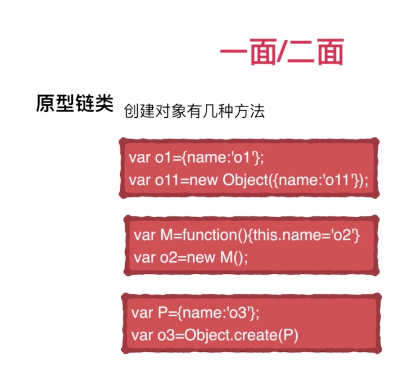 一面/二面
原型链类 创建对象有几种方法
var o1={name:'o1'};
var o11=new Object({name:'o11'});
var M=function(){this.name='o2'}
var o2=new M();
var P={name:'o3'};
var o3=Object.create(P)